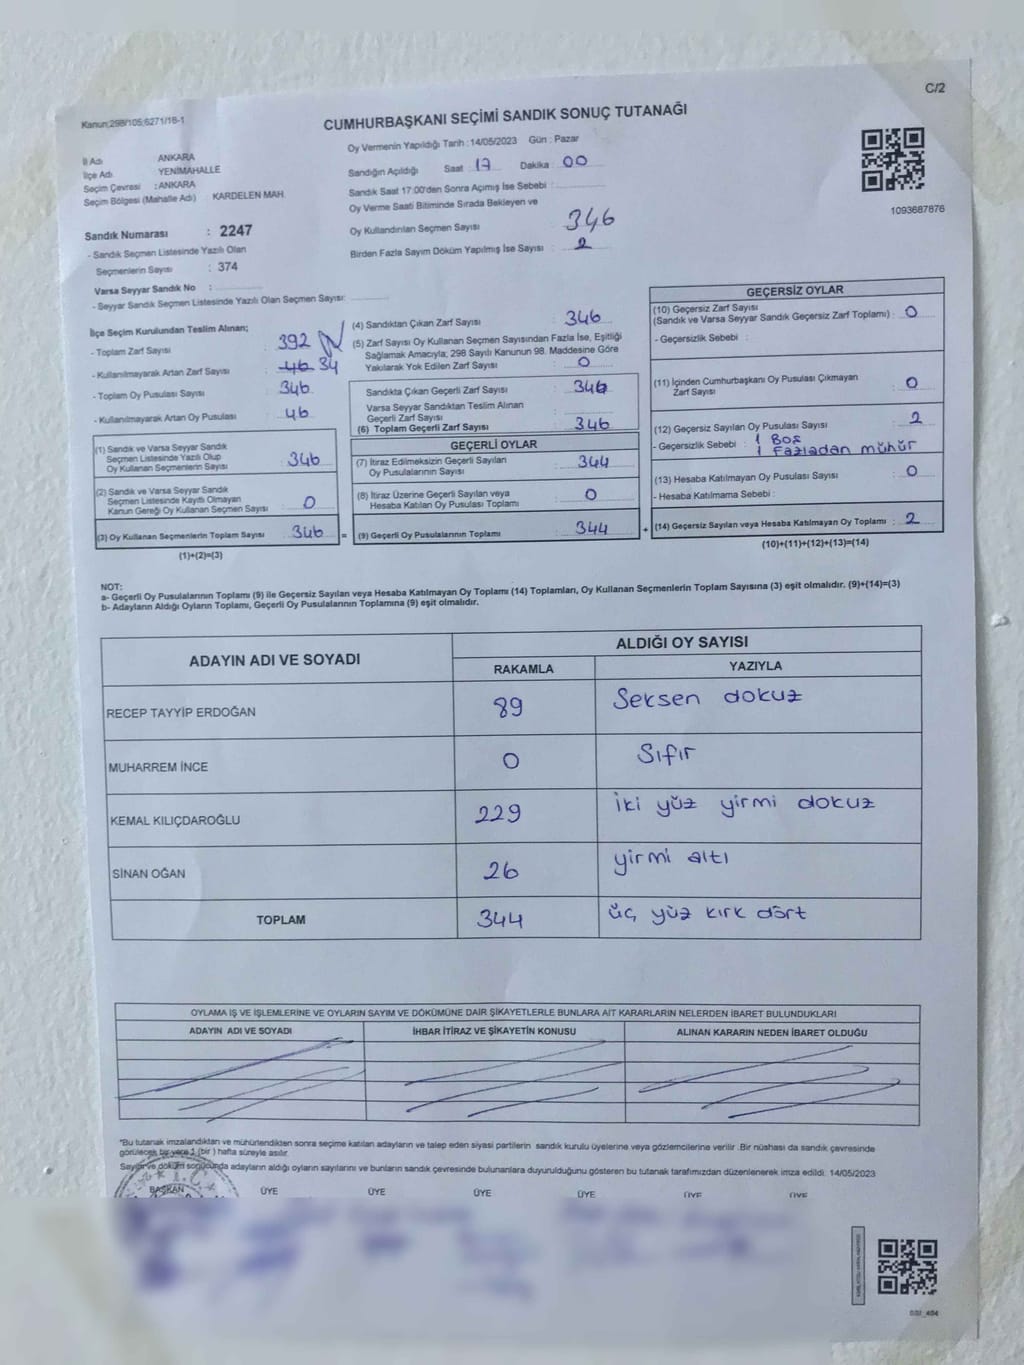 C/2
Kanun;298/105;6271/16-1
CUMHURBAŞKANI SEÇİMİ SANDIK SONUÇ TUTANAĞI
Oy Vermenin Yapıldığı Tarih :14/05/2023 Gün : Pazar
İl Adı ANKARA
İlçe Adı YENİMAHALLE
Seçim Çevresi : ANKARA
Seçim Bölgesi (Mahalle Adı) KARDELEN MAH.
Sandığın Açıldığı Saat : 17 Dakika : 00
Sandık Saat 17:00'den Sonra Açımış İse Sebebi :
Oy Verme Saati Bitiminde Sırada Bekleyen ve
Oy Kullandırılan Seçmen Sayısı : 346
Birden Fazla Sayım Döküm Yapılmış İse Sayısı : 2
1093687876
Sandık Numarası : 2247
- Sandık Seçmen Listesinde Yazılı Olan
Seçmenlerin Sayısı : 374
Varsa Seyyar Sandık No :
- Seyyar Sandık Seçmen Listesinde Yazılı Olan Seçmen Sayısı:
İlçe Seçim Kurulundan Teslim Alınan;
- Toplam Zarf Sayısı : 392
- Kullanılmayarak Artan Zarf Sayısı : 46 34
- Toplam Oy Pusulası Sayısı : 346
- Kullanılmayarak Artan Oy Pusulası : 46
(1) Sandık ve Varsa Seyyar Sandık
Seçmen Listesinde Yazılı Olup
Oy Kullanan Seçmenlerin Sayısı : 346
(2) Sandık ve Varsa Seyyar Sandık
Seçmen Listesinde Kayıtlı Olmayan
Kanun Gereği Oy Kullanan Seçmen Sayısı : 0
(3) Oy Kullanan Seçmenlerin Toplam Sayısı : 346 =
(1)+(2)=(3)
(4) Sandıktan Çıkan Zarf Sayısı : 346
(5) Zarf Sayısı Oy Kullanan Seçmen Sayısından Fazla İse, Eşitliği
Sağlamak Amacıyla; 298 Sayılı Kanunun 98. Maddesine Göre
Yakılarak Yok Edilen Zarf Sayısı : 0
Sandıkta Çıkan Geçerli Zarf Sayısı : 346
Varsa Seyyar Sandıktan Teslim Alınan
Geçerli Zarf Sayısı :
(6) Toplam Geçerli Zarf Sayısı : 346
GEÇERLİ OYLAR
(7) İtiraz Edilmeksizin Geçerli Sayılan
Oy Pusulalarının Sayısı : 344
(8) İtiraz Üzerine Geçerli Sayılan veya
Hesaba Katılan Oy Pusulası Toplamı : 0
(9) Geçerli Oy Pusulalarının Toplamı : 344 +
GEÇERSİZ OYLAR
(10) Geçersiz Zarf Sayısı
(Sandık ve Varsa Seyyar Sandık Geçersiz Zarf Toplamı) : 0
- Geçersizlik Sebebi :
(11) İçinden Cumhurbaşkanı Oy Pusulası Çıkmayan
Zarf Sayısı : 0
(12) Geçersiz Sayılan Oy Pusulası Sayısı : 2
- Geçersizlik Sebebi : 1 Boş
1 Fazladan mühür
(13) Hesaba Katılmayan Oy Pusulası Sayısı : 0
- Hesaba Katılmama Sebebi :
(14) Geçersiz Sayılan veya Hesaba Katılmayan Oy Toplamı : 2
(10)+(11)+(12)+(13)=(14)
NOT:
a- Geçerli Oy Pusulalarının Toplamı (9) ile Geçersiz Sayılan veya Hesaba Katılmayan Oy Toplamı (14) Toplamları, Oy Kullanan Seçmenlerin Toplam Sayısına (3) eşit olmalıdır. (9)+(14)=(3)
b- Adayların Aldığı Oyların Toplamı, Geçerli Oy Pusulalarının Toplamına (9) eşit olmalıdır.
ADAYIN ADI VE SOYADI ALDIĞI OY SAYISI
RAKAMLA YAZIYLA
RECEP TAYYİP ERDOĞAN 89 Seksen dokuz
MUHARREM İNCE 0 Sıfır
KEMAL KILIÇDAROĞLU 229 iki yüz yirmi dokuz
SİNAN OĞAN 26 yirmi altı
TOPLAM 344 üç yüz kırk dört
OYLAMA İŞ VE İŞLEMLERİNE VE OYLARIN SAYIM VE DÖKÜMÜNE DAİR ŞİKAYETLERLE BUNLARA AİT KARARLARIN NELERDEN İBARET BULUNDUKLARI
ADAYIN ADI VE SOYADI İHBAR İTİRAZ VE ŞİKAYETİN KONUSU ALINAN KARARIN NEDEN İBARET OLDUĞU
*Bu tutanak imzalandıktan ve mühürlendikten sonra seçime katılan adayların ve talep eden siyasi partilerin sandık kurulu üyelerine veya gözlemcilerine verilir .Bir nüshası da sandık çevresinde
görülecek bir yere 1 (bir ) hafta süreyle asılır.
Sayım ve döküm sonucunda adayların aldığı oyların sayılarını ve bunların sandık çevresinde bulunanlara duyurulduğunu gösteren bu tutanak tarafımızdan düzenlenerek imza edildi. 14/05/2023
BAŞKAN ÜYE ÜYE ÜYE ÜYE ÜYE ÜYE